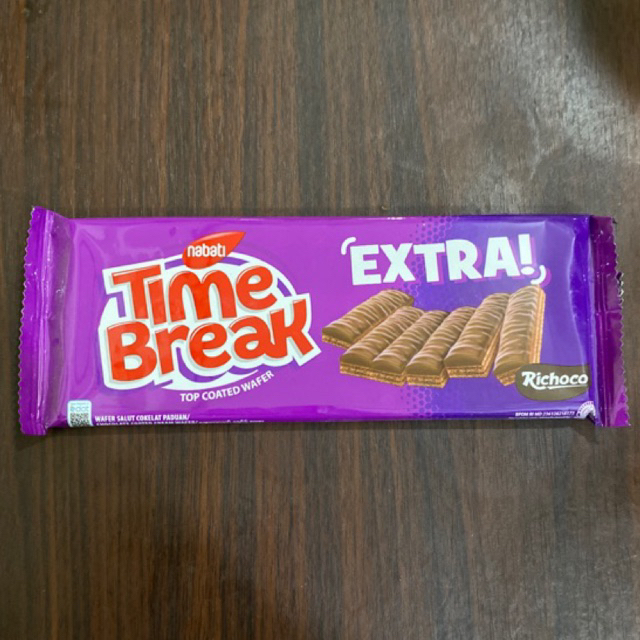 nabati
Time
Break
TOP COATED WAFER
EXTRA!
Richoco
WAFER SALUT COKELAT PADUAN/